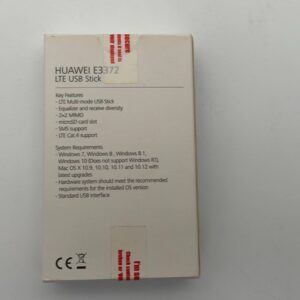 HUAWEI E3372
LTE USB Stick
Key Features
- LTE Multi-mode USB Stick
- Equalizer and receive diversity
- 2x2 MIMO
- microSD card slot
- SMS support
- LTE Cat 4 support
System Requirements
- Windows 7, Windows 8 , Windows 8.1,
Windows 10 (Does not support Windows RT),
Mac OS X 10.9, 10.10, 10.11 and 10.12 with
latest upgrades
- Hardware system should meet the recommended
requirements for the installed OS version
- Standard USB interface
CE
I'm se